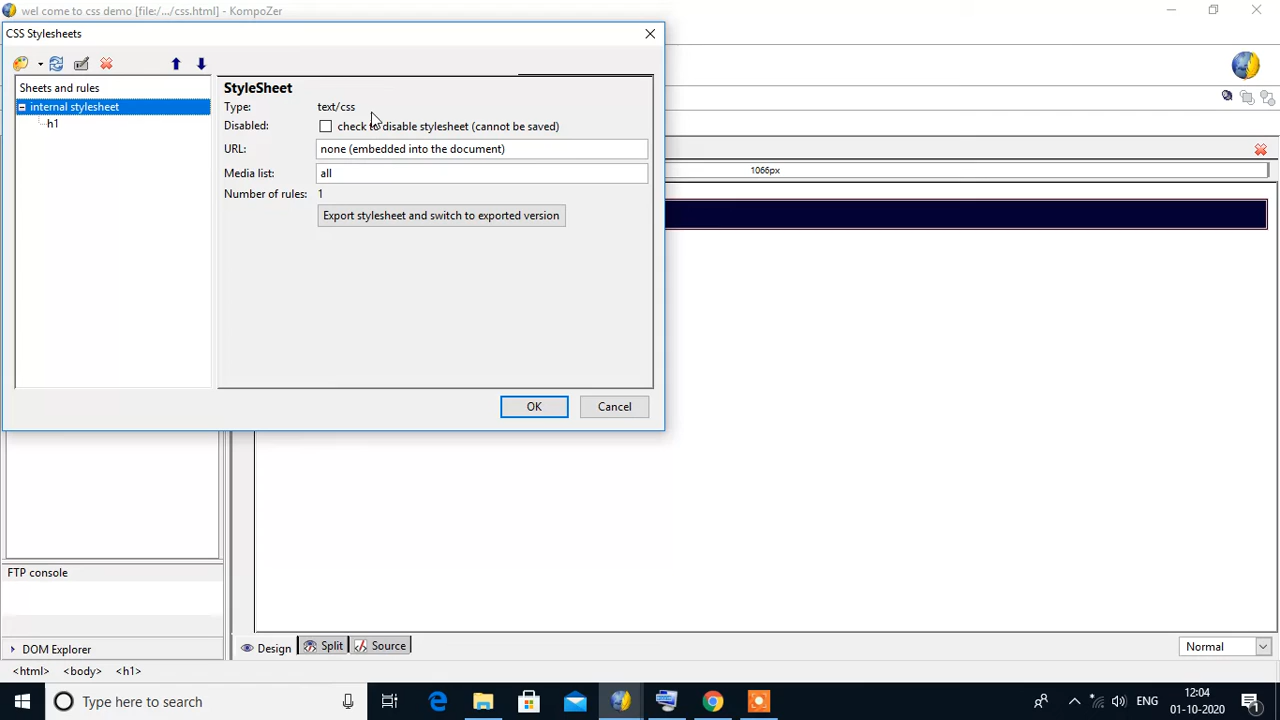 wel come to css demo [file:/.../css.html] - KompoZer
CSS Stylesheets
Sheets and rules
internal stylesheet
h1
StyleSheet
Type: text/css
Disabled: check to disable stylesheet (cannot be saved)
URL: none (embedded into the document)
Media list: all
Number of rules: 1
Export stylesheet and switch to exported version
OK Cancel
1066px
FTP console
DOM Explorer
Design Split Source
Normal
<html> <body> <h1>
Type here to search
ENG
12:04
01-10-2020
1